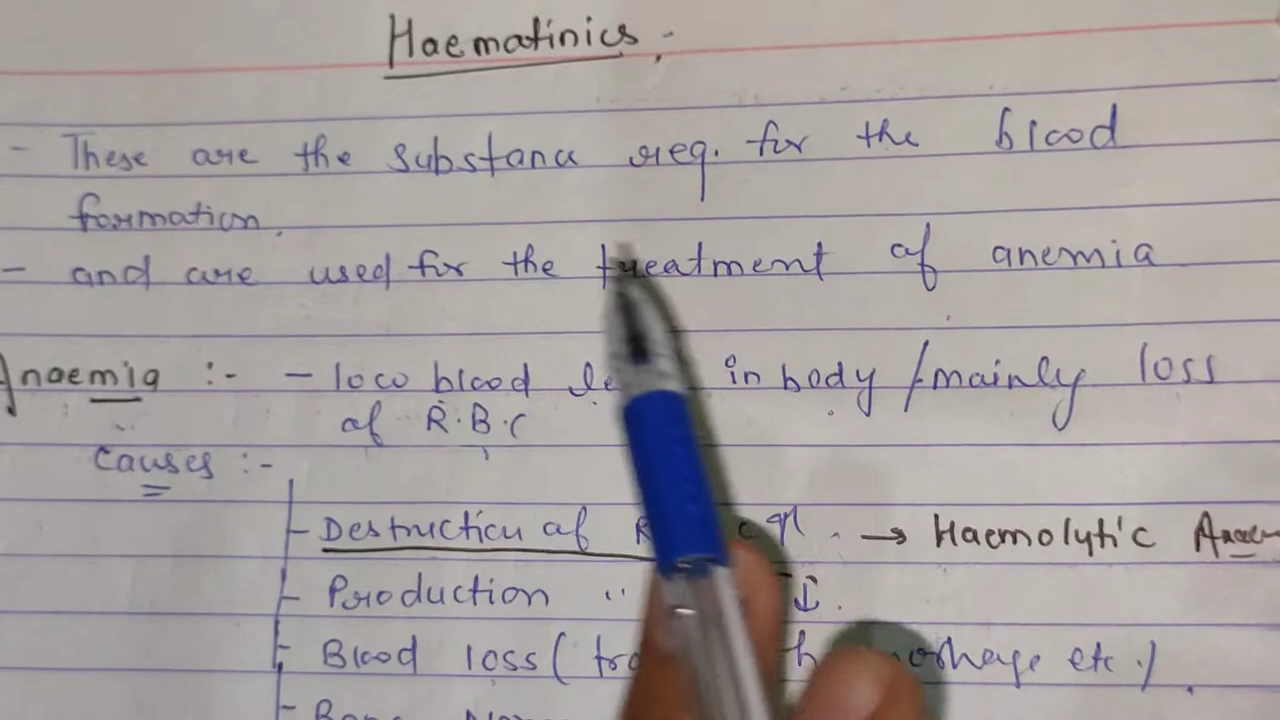 Haematinics :-
- These are the substance req. for the blood
formation.
- and are used for the treatment of anemia
Anaemia :- - low blood in body / mainly loss
of R.B.C
Causes :-
Destruction of → Haemolytic
Production " ↓.
Blood loss ( etc.)